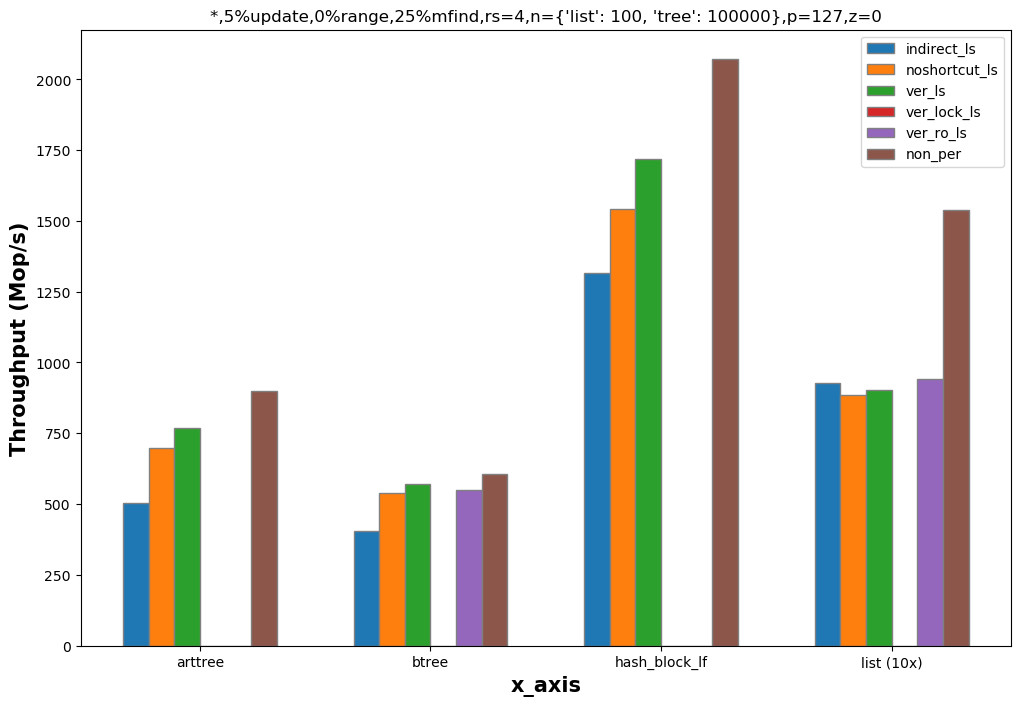 *,5%update,0%range,25%mfind,rs=4,n={'list': 100, 'tree': 100000},p=127,z=0
indirect_ls
noshortcut_ls
ver_ls
ver_lock_ls
ver_ro_ls
non_per
Throughput (Mop/s)
2000
1750
1500
1250
1000
750
500
250
0
arttree btree hash_block_lf list (10x)
x_axis